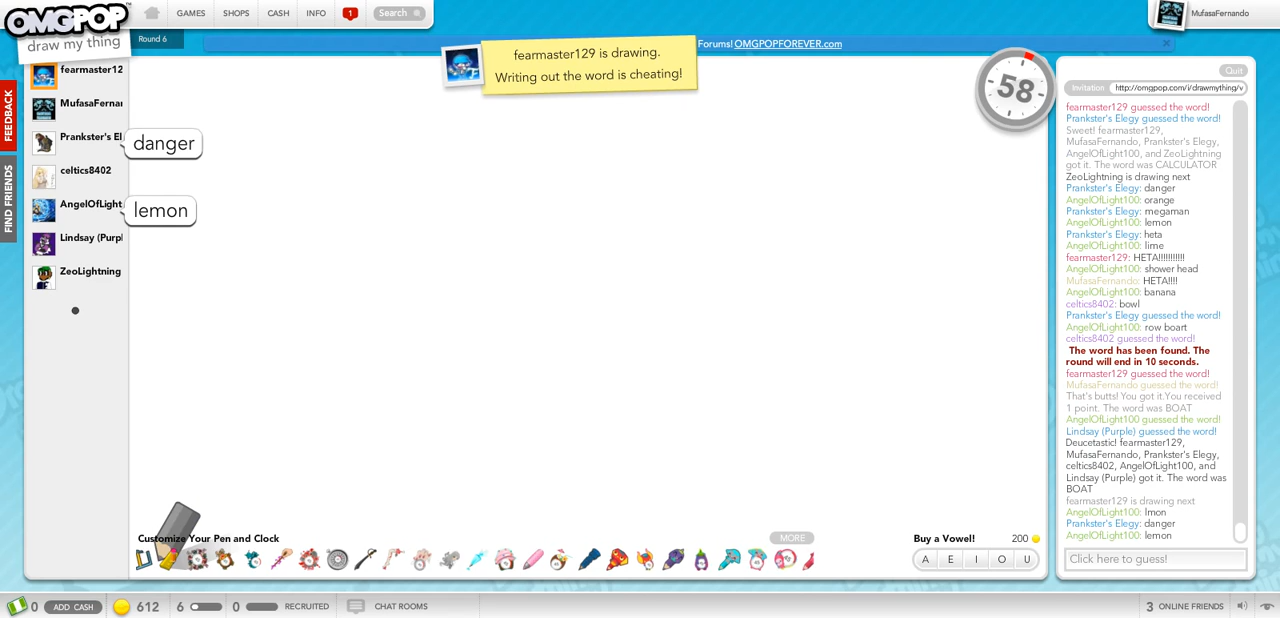 OMGPOP™
draw my thing
GAMES
SHOPS
CASH
INFO
1
Search
MufasaFernando
Round 6
Forums! OMGPOPFOREVER.com
fearmaster129 is drawing.
Writing out the word is cheating!
58
FEEDBACK
FIND FRIENDS
fearmaster12
MufasaFernar
Prankster's El
danger
celtics8402
AngelOfLight
lemon
Lindsay (Purpl
ZeoLightning
Quit
Invitation http://omgpop.com/i/drawmything/v
fearmaster129 guessed the word!
Prankster's Elegy guessed the word!
Sweet! fearmaster129,
MufasaFernando, Prankster's Elegy,
AngelOfLight100, and ZeoLightning
got it. The word was CALCULATOR
ZeoLightning is drawing next
Prankster's Elegy: danger
AngelOfLight100: orange
Prankster's Elegy: megaman
AngelOfLight100: lemon
Prankster's Elegy: heta
AngelOfLight100: lime
fearmaster129: HETA!!!!!!!!!!!
AngelOfLight100: shower head
MufasaFernando: HETA!!!!
AngelOfLight100: banana
celtics8402: bowl
Prankster's Elegy guessed the word!
AngelOfLight100: row boart
celtics8402 guessed the word!
The word has been found. The
round will end in 10 seconds.
fearmaster129 guessed the word!
MufasaFernando guessed the word!
That's butts! You got it.You received
1 point. The word was BOAT
AngelOfLight100 guessed the word!
Lindsay (Purple) guessed the word!
Deucetastic! fearmaster129,
MufasaFernando, Prankster's Elegy,
celtics8402, AngelOfLight100, and
Lindsay (Purple) got it. The word was
BOAT
fearmaster129 is drawing next
AngelOfLight100: lmon
Prankster's Elegy: danger
AngelOfLight100: lemon
Click here to guess!
Customize Your Pen and Clock
MORE
Buy a Vowel!
200
A E I O U
0
ADD CASH
612
6
0
RECRUITED
CHAT ROOMS
3 ONLINE FRIENDS